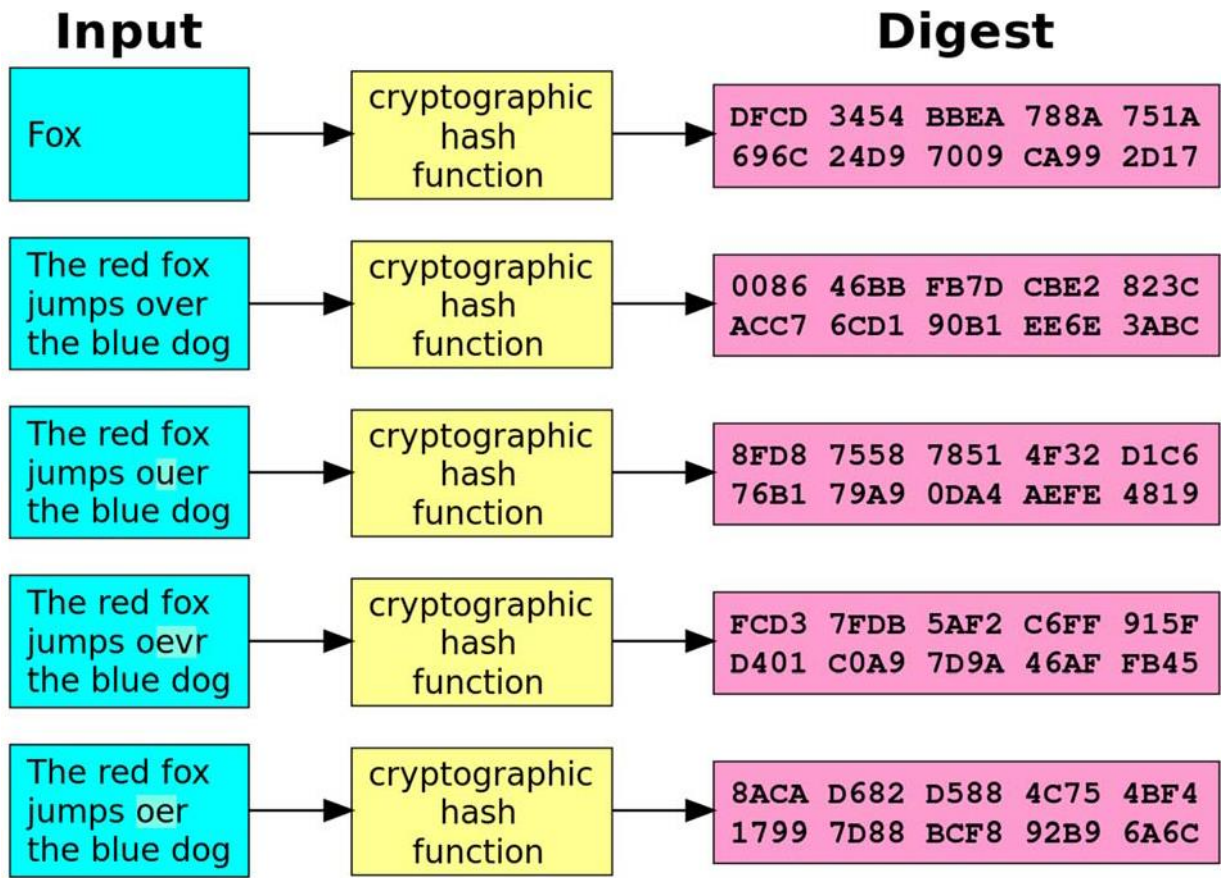 Input
Digest
Fox
cryptographic
hash
function
DFCD 3454 BBEA 788A 751A
696C 24D9 7009 CA99 2D17
The red fox
jumps over
the blue dog
cryptographic
hash
function
0086 46BB FB7D CBE2 823C
ACC7 6CD1 90B1 EE6E 3ABC
The red fox
jumps ouer
the blue dog
cryptographic
hash
function
8FD8 7558 7851 4F32 D1C6
76B1 79A9 0DA4 AEFE 4819
The red fox
jumps oevr
the blue dog
cryptographic
hash
function
FCD3 7FDB 5AF2 C6FF 915F
D401 C0A9 7D9A 46AF FB45
The red fox
jumps oer
the blue dog
cryptographic
hash
function
8ACA D682 D588 4C75 4BF4
1799 7D88 BCF8 92B9 6A6C